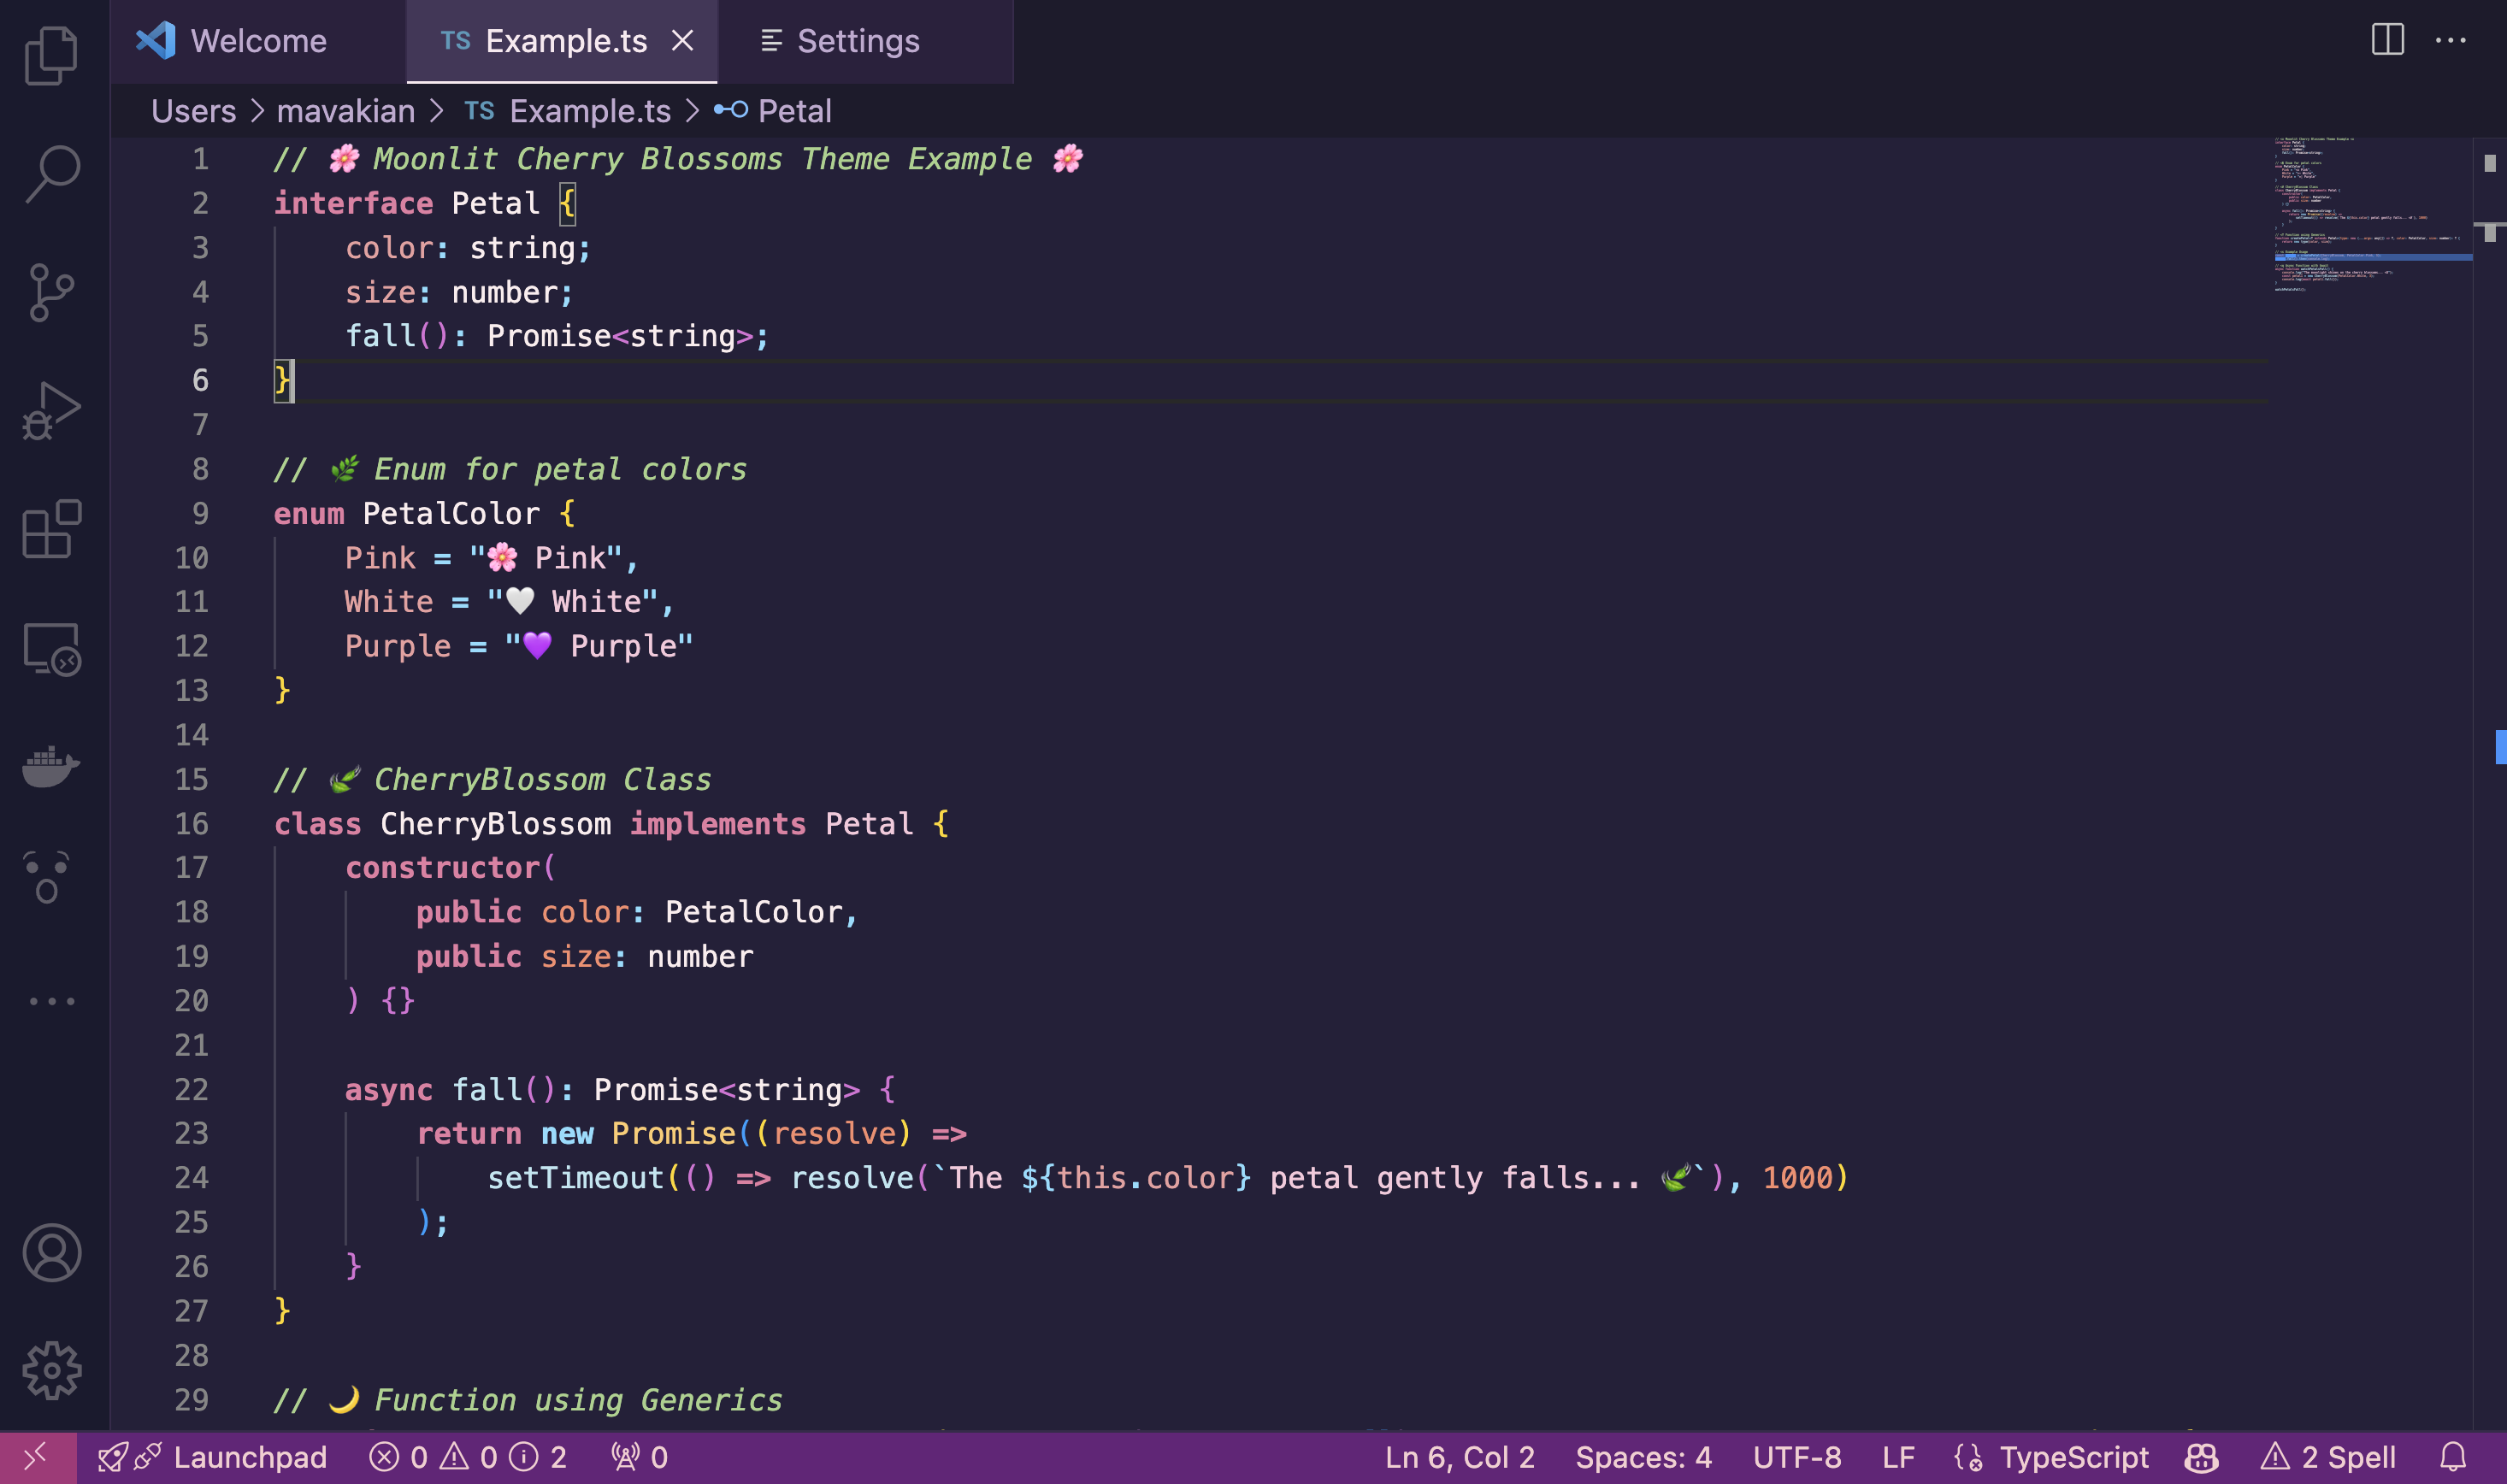 Welcome
TS Example.ts
Settings
Users > mavakian > TS Example.ts > Petal
1 // 🌸 Moonlit Cherry Blossoms Theme Example 🌸
2 interface Petal {
3     color: string;
4     size: number;
5     fall(): Promise<string>;
6 }
7
8 // 🌿 Enum for petal colors
9 enum PetalColor {
10     Pink = "🌸 Pink",
11     White = "🤍 White",
12     Purple = "💜 Purple"
13 }
14
15 // 🍃 CherryBlossom Class
16 class CherryBlossom implements Petal {
17     constructor(
18         public color: PetalColor,
19         public size: number
20     ) {}
21
22     async fall(): Promise<string> {
23         return new Promise((resolve) =>
24             setTimeout(() => resolve(`The ${this.color} petal gently falls... 🍃`), 1000)
25         );
26     }
27 }
28
29 // 🌙 Function using Generics
Launchpad 0 0 2 0 Ln 6, Col 2 Spaces: 4 UTF-8 LF TypeScript 2 Spell